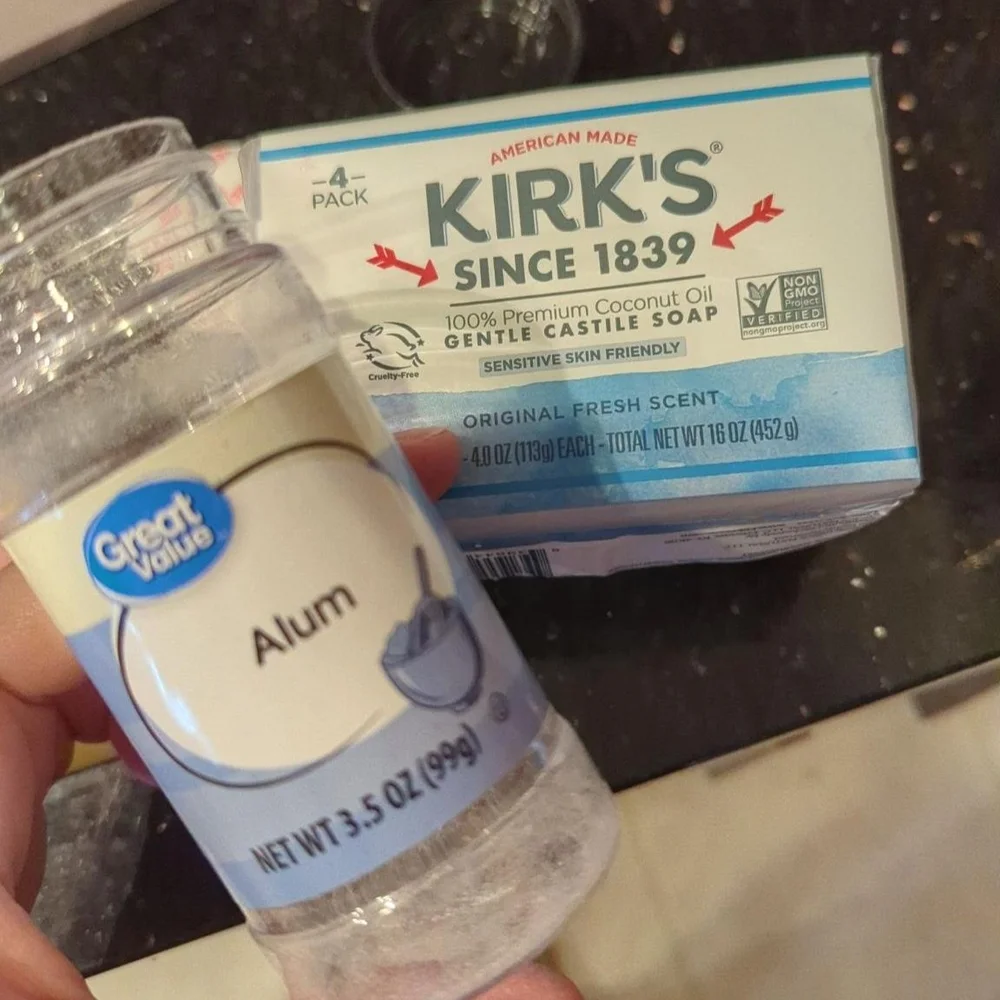 -4-
PACK
AMERICAN MADE
KIRK'S®
SINCE 1839
100% Premium Coconut Oil
GENTLE CASTILE SOAP
SENSITIVE SKIN FRIENDLY
Cruelty-Free
NON
GMO
Project
VERIFIED
nongmoproject.org
ORIGINAL FRESH SCENT
- 4.0 OZ (113g) EACH - TOTAL NET WT 16 OZ (452g)
Great
Value
Alum
NET WT 3.5 OZ (99g)